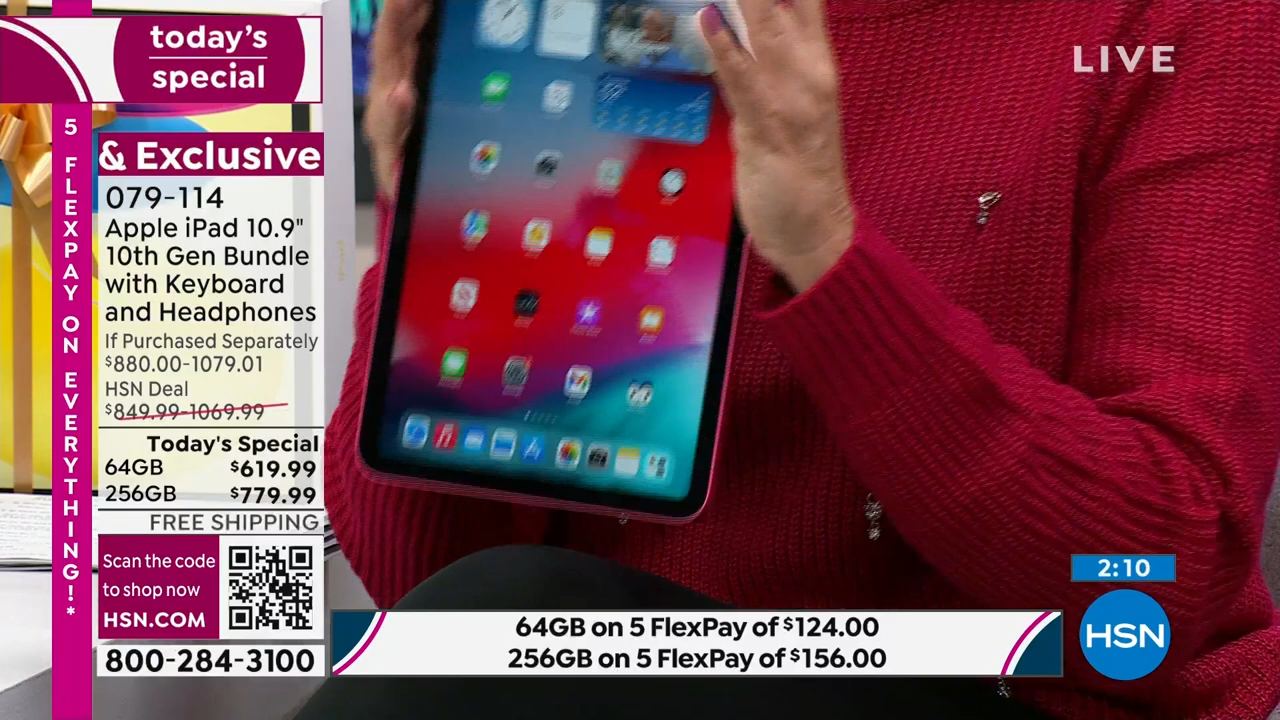 today's
special
LIVE
5 FLEXPAY ON EVERYTHING!*
& Exclusive
079-114
Apple iPad 10.9"
10th Gen Bundle
with Keyboard
and Headphones
If Purchased Separately
$880.00-1079.01
HSN Deal
$849.99-1069.99
Today's Special
64GB $619.99
256GB $779.99
FREE SHIPPING
Scan the code
to shop now
HSN.COM
800-284-3100
64GB on 5 FlexPay of $124.00
256GB on 5 FlexPay of $156.00
2:10
HSN